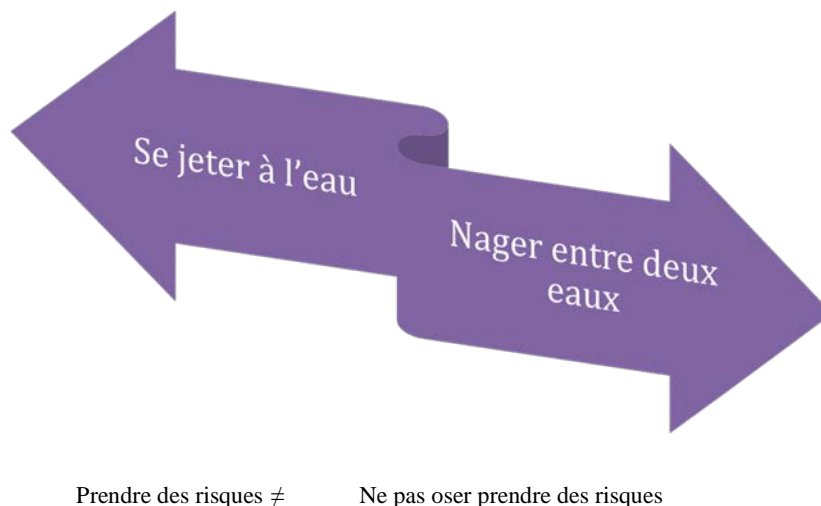 Se jeter à l’eau
Nager entre deux
eaux
Prendre des risques ≠ Ne pas oser prendre des risques